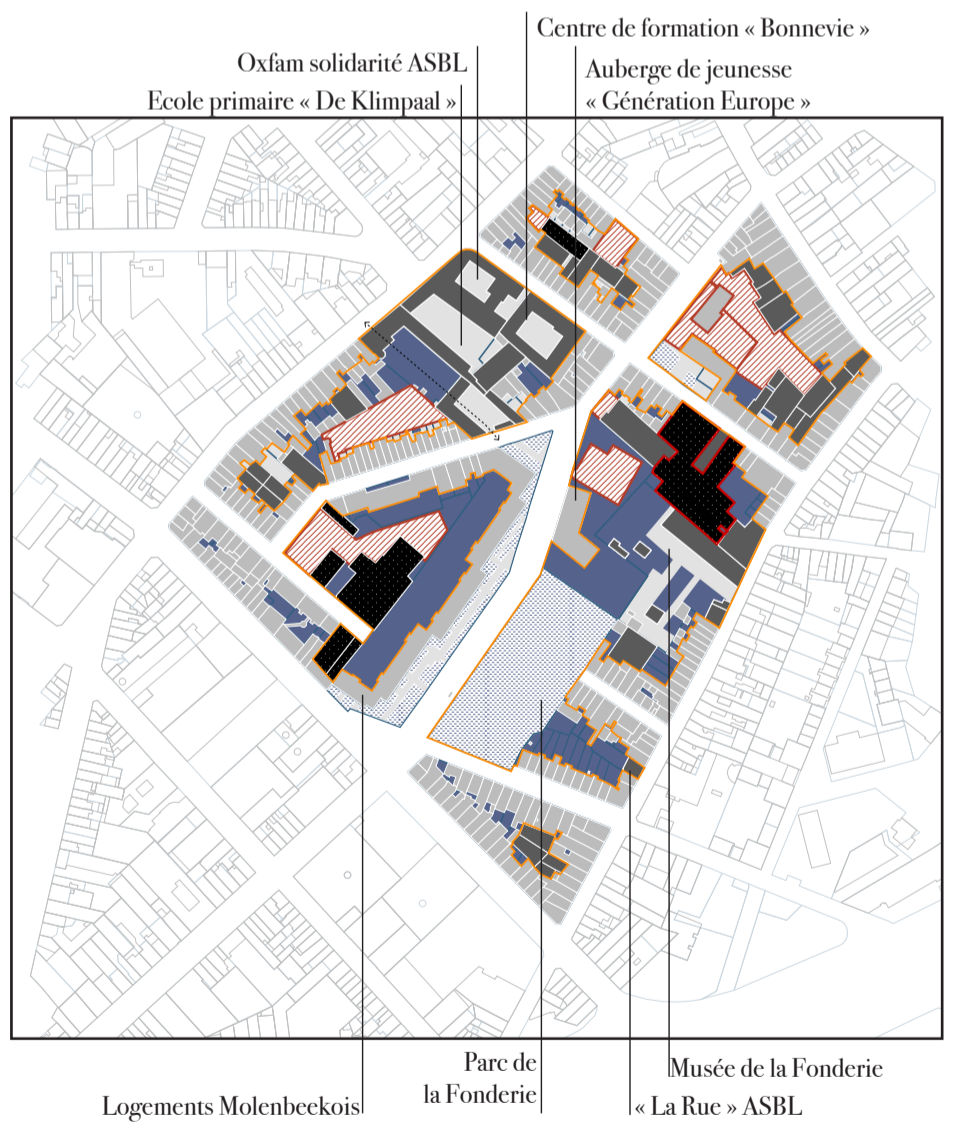 Centre de formation « Bonnevie »
Oxfam solidarité ASBL
Auberge de jeunesse
« Génération Europe »
Ecole primaire « De Klimpaal »
Parc de
la Fonderie
Musée de la Fonderie
Logements Molenbeekois
« La Rue » ASBL